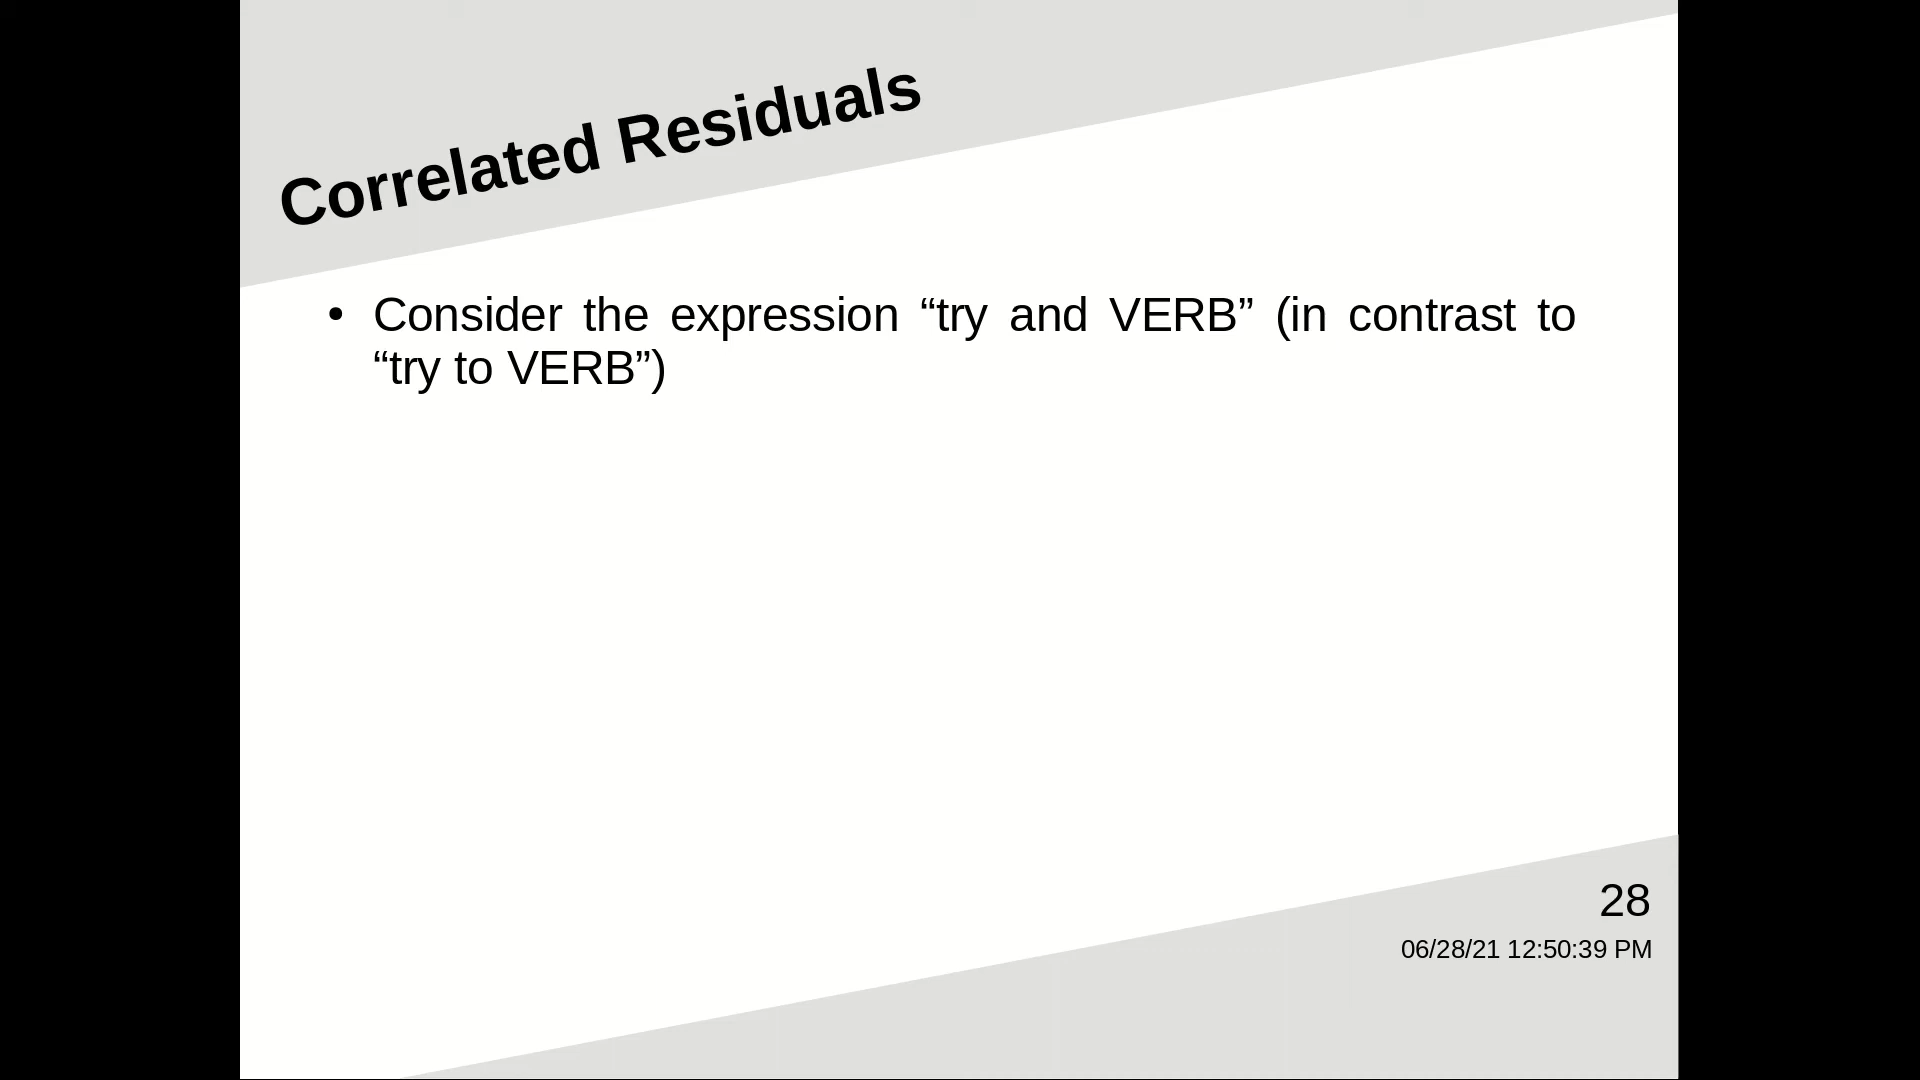 Correlated Residuals
• Consider the expression “try and VERB” (in contrast to
“try to VERB”)
28
06/28/21 12:50:39 PM